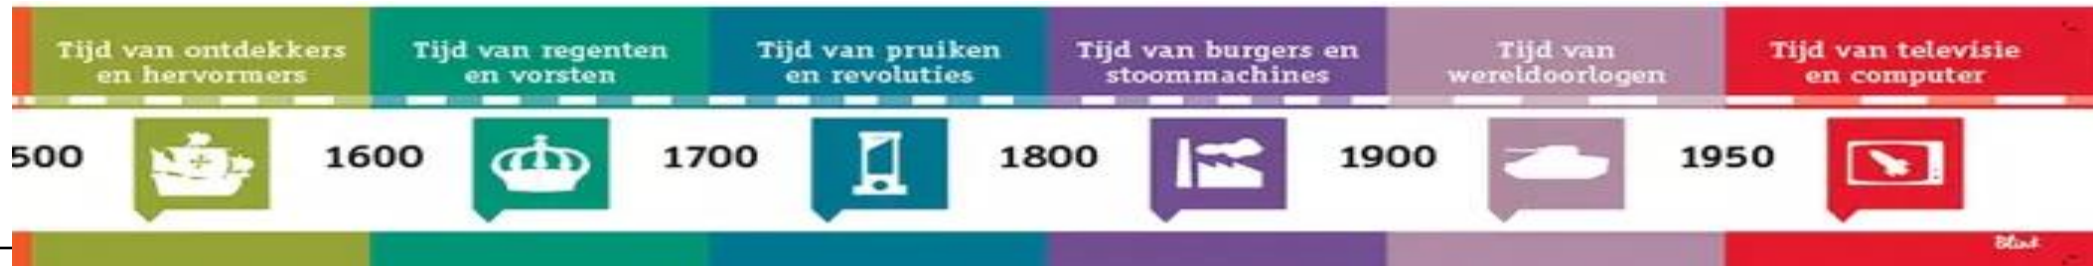 Tijd van ontdekkers
en hervormers
Tijd van regenten
en vorsten
Tijd van pruiken
en revoluties
Tijd van burgers en
stoommachines
Tijd van
wereldoorlogen
Tijd van televisie
en computer
500 1600 1700 1800 1900 1950
Blink